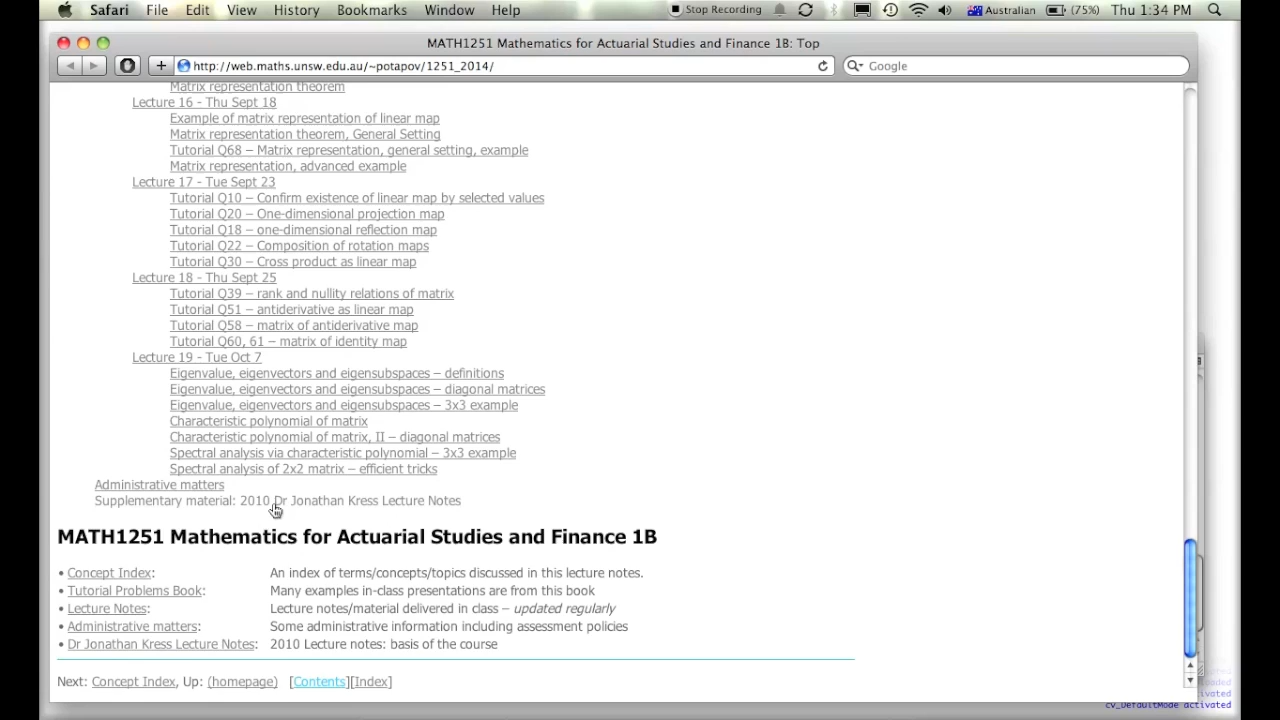 Safari File Edit View History Bookmarks Window Help Stop Recording Australian (75%) Thu 1:34 PM
MATH1251 Mathematics for Actuarial Studies and Finance 1B: Top
http://web.maths.unsw.edu.au/~potapov/1251_2014/ Google
Matrix representation theorem
Lecture 16 - Thu Sept 18
Example of matrix representation of linear map
Matrix representation theorem, General Setting
Tutorial Q68 – Matrix representation, general setting, example
Matrix representation, advanced example
Lecture 17 - Tue Sept 23
Tutorial Q10 – Confirm existence of linear map by selected values
Tutorial Q20 – One-dimensional projection map
Tutorial Q18 – one-dimensional reflection map
Tutorial Q22 – Composition of rotation maps
Tutorial Q30 – Cross product as linear map
Lecture 18 - Thu Sept 25
Tutorial Q39 – rank and nullity relations of matrix
Tutorial Q51 – antiderivative as linear map
Tutorial Q58 – matrix of antiderivative map
Tutorial Q60, 61 – matrix of identity map
Lecture 19 - Tue Oct 7
Eigenvalue, eigenvectors and eigensubspaces – definitions
Eigenvalue, eigenvectors and eigensubspaces – diagonal matrices
Eigenvalue, eigenvectors and eigensubspaces – 3x3 example
Characteristic polynomial of matrix
Characteristic polynomial of matrix, II – diagonal matrices
Spectral analysis via characteristic polynomial – 3x3 example
Spectral analysis of 2x2 matrix – efficient tricks
Administrative matters
Supplementary material: 2010 Dr Jonathan Kress Lecture Notes
MATH1251 Mathematics for Actuarial Studies and Finance 1B
• Concept Index: An index of terms/concepts/topics discussed in this lecture notes.
• Tutorial Problems Book: Many examples in-class presentations are from this book
• Lecture Notes: Lecture notes/material delivered in class – updated regularly
• Administrative matters: Some administrative information including assessment policies
• Dr Jonathan Kress Lecture Notes: 2010 Lecture notes: basis of the course
Next: Concept Index, Up: (homepage) [Contents][Index]
cv_DefaultMode activated